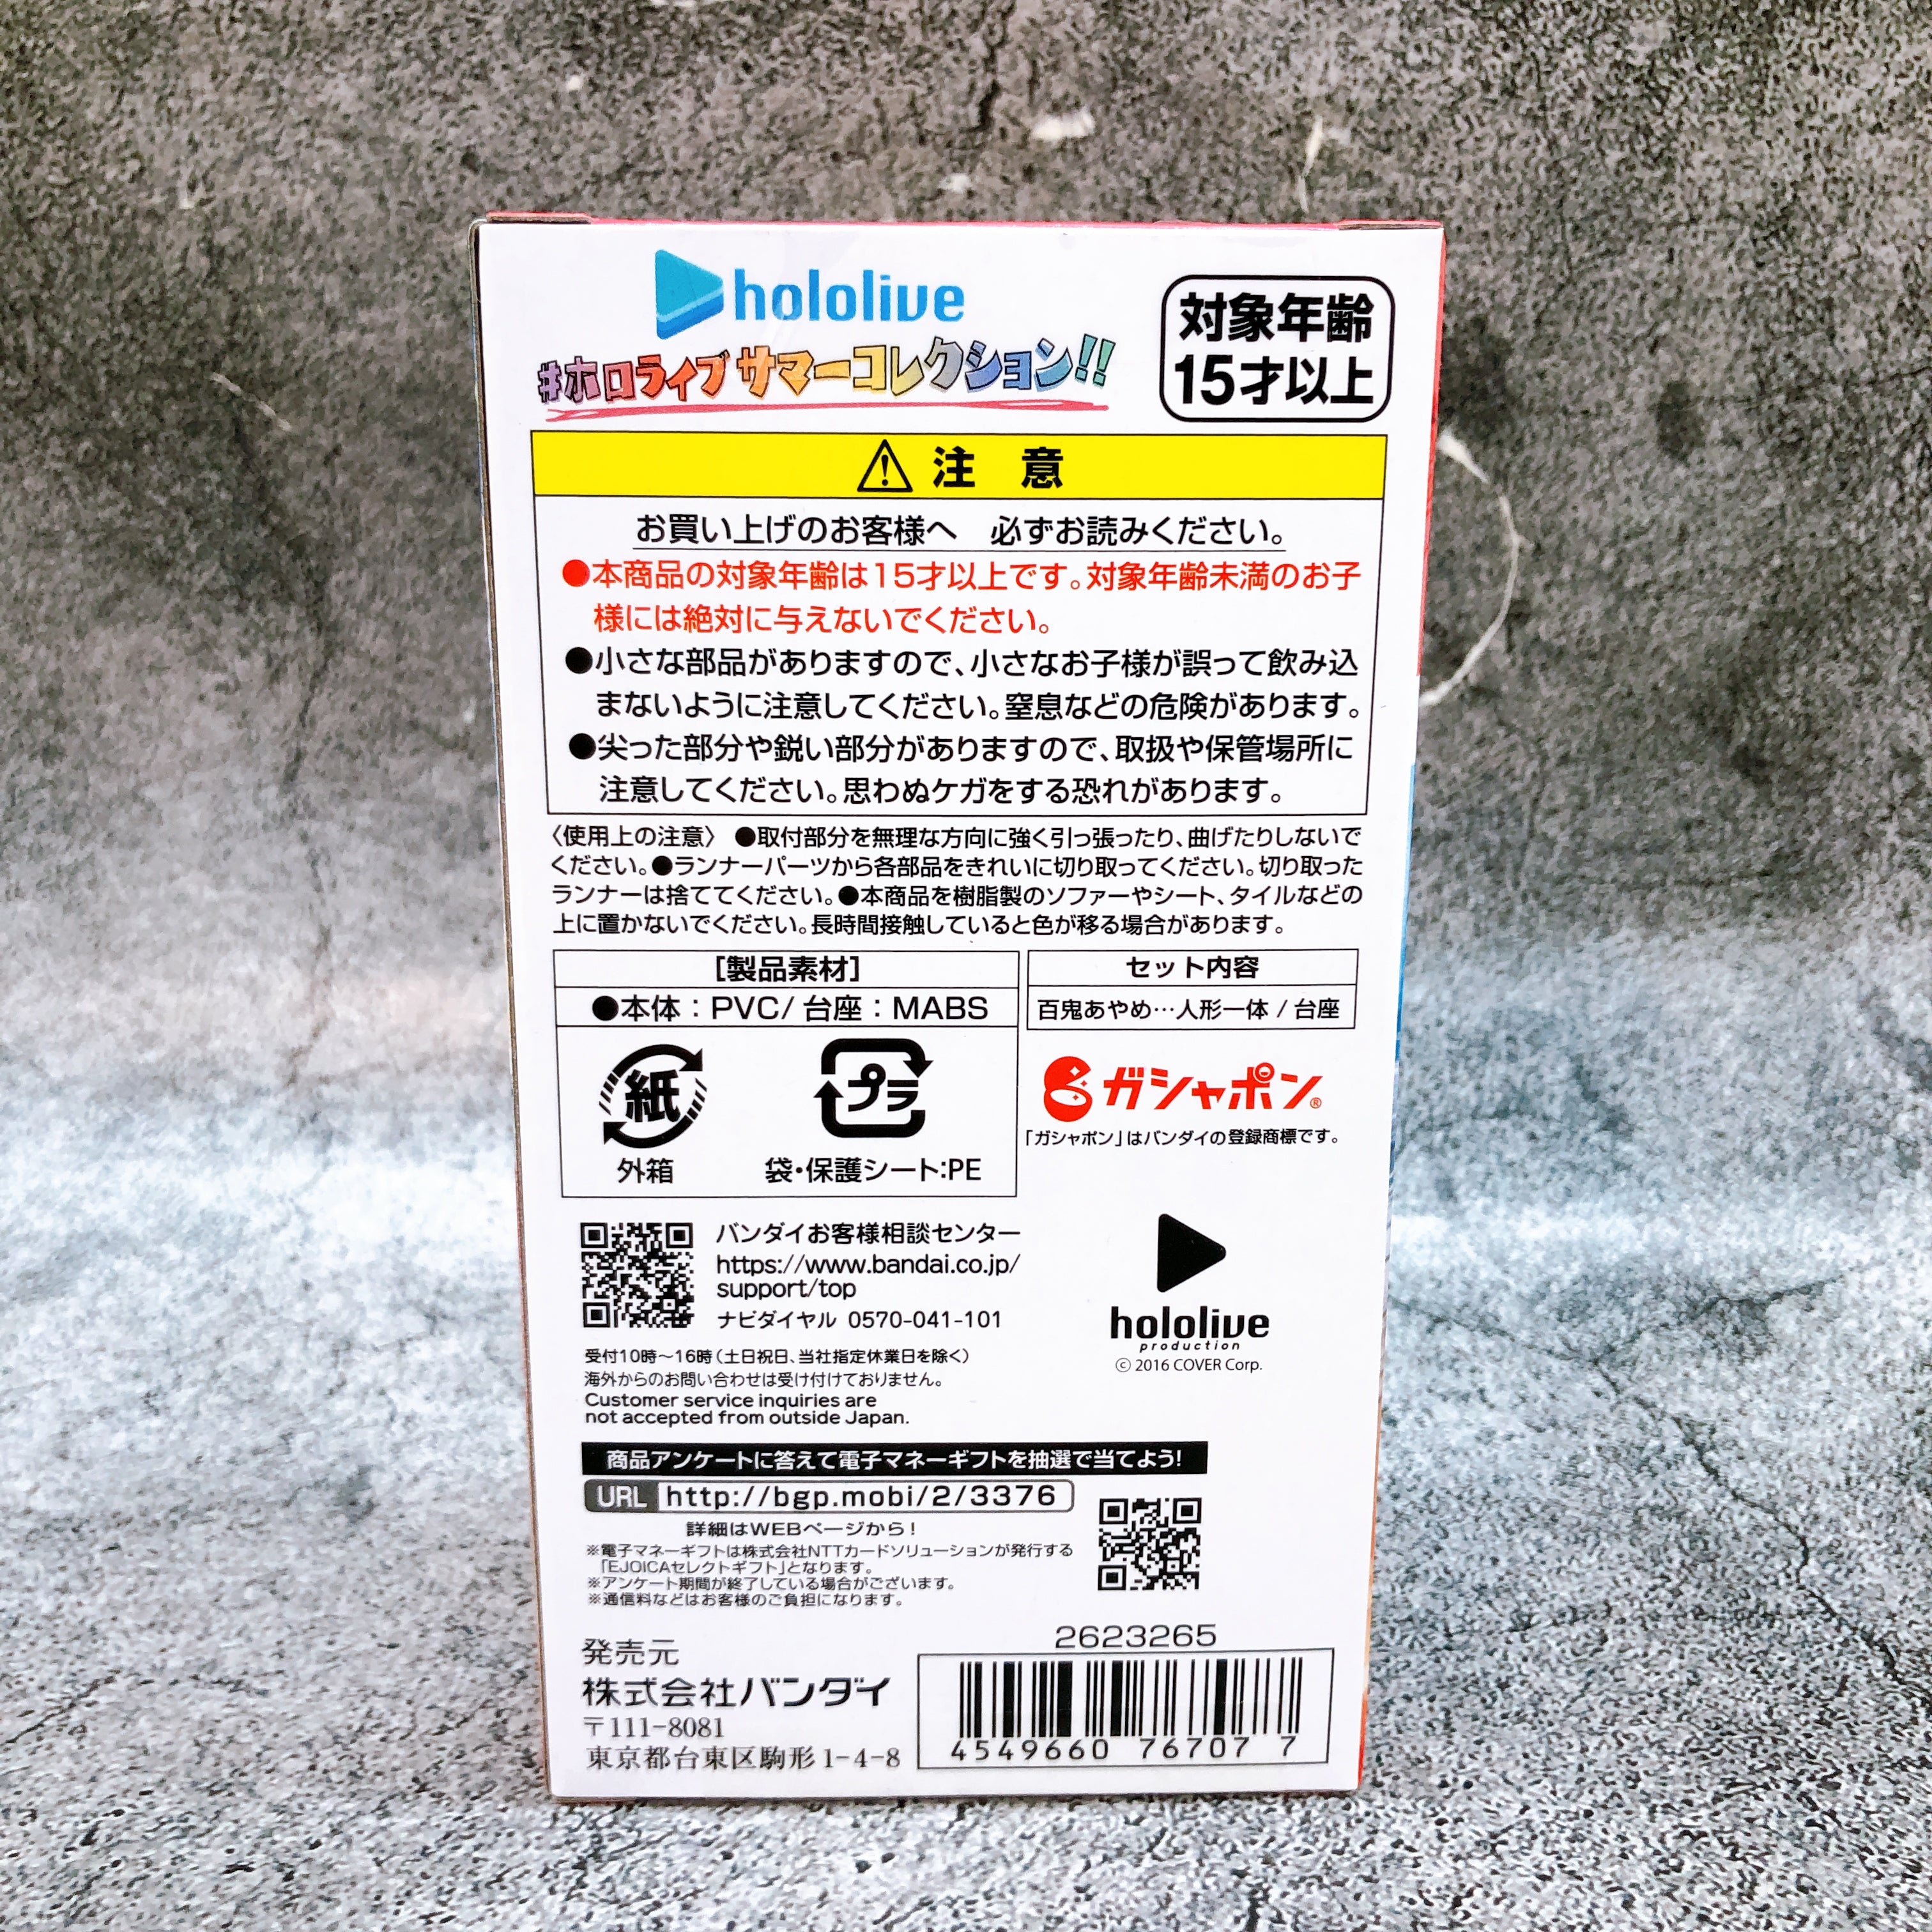 hololive
#ホロライブ サマーコレクション!!
対象年齢
15才以上
注 意
お買い上げのお客様へ 必ずお読みください。
●本商品の対象年齢は15才以上です。対象年齢未満のお子
様には絶対に与えないでください。
●小さな部品がありますので、小さなお子様が誤って飲み込
まないように注意してください。窒息などの危険があります。
●尖った部分や鋭い部分がありますので、取扱や保管場所に
注意してください。思わぬケガをする恐れがあります。
〈使用上の注意〉 ●取付部分を無理な方向に強く引っ張ったり、曲げたりしないで
ください。●ランナーパーツから各部品をきれいに切り取ってください。切り取った
ランナーは捨ててください。●本商品を樹脂製のソファーやシート、タイルなどの
上に置かないでください。長時間接触していると色が移る場合があります。
[製品素材]
●本体:PVC/ 台座:MABS
紙
外箱
プラ
袋・保護シート:PE
セット内容
百鬼あやめ…人形一体 / 台座
ガシャポン®
「ガシャポン」はバンダイの登録商標です。
バンダイお客様相談センター
https://www.bandai.co.jp/
support/top
ナビダイヤル 0570-041-101
受付10時〜16時(土日祝日、当社指定休業日を除く)
海外からのお問い合わせは受け付けておりません。
Customer service inquiries are
not accepted from outside Japan.
hololive
production
© 2016 COVER Corp.
商品アンケートに答えて電子マネーギフトを抽選で当てよう!
URL http://bgp.mobi/2/3376
詳細はWEBページから!
※電子マネーギフトは株式会社NTTカードソリューションが発行する
「EJOICAセレクトギフト」となります。
※アンケート期間が終了している場合がございます。
※通信料などはお客様のご負担になります。
発売元
株式会社バンダイ
〒111-8081
東京都台東区駒形1-4-8
2623265
4549660 76707 7